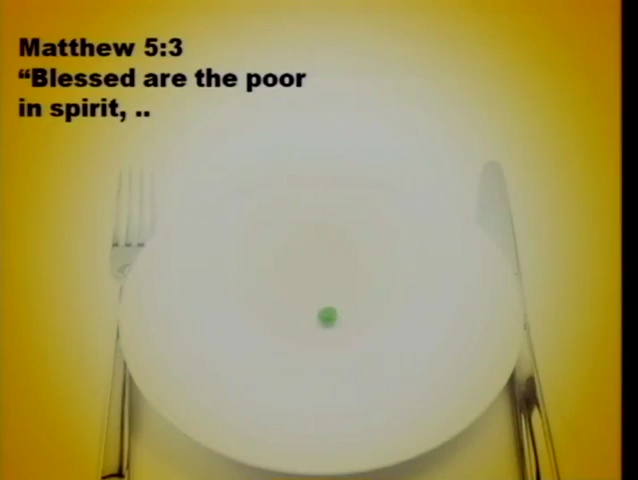 Matthew 5:3
“Blessed are the poor
in spirit, ..